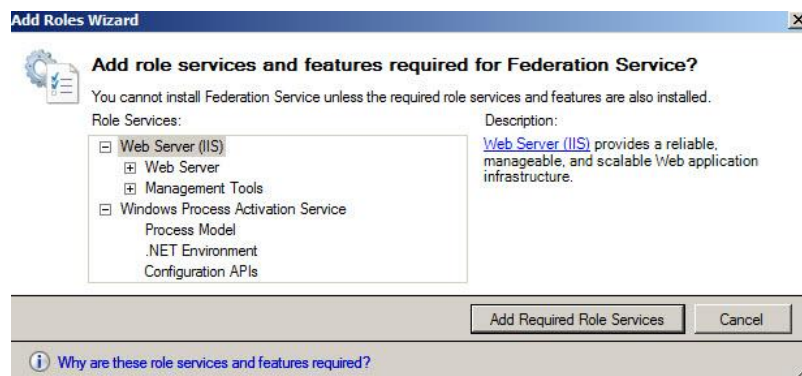 Add Roles Wizard
Add role services and features required for Federation Service?
You cannot install Federation Service unless the required role services and features are also installed.
Role Services:
Web Server (IIS)
Web Server
Management Tools
Windows Process Activation Service
Process Model
.NET Environment
Configuration APIs
Description:
Web Server (IIS) provides a reliable,
manageable, and scalable Web application
infrastructure.
Add Required Role Services
Cancel
Why are these role services and features required?